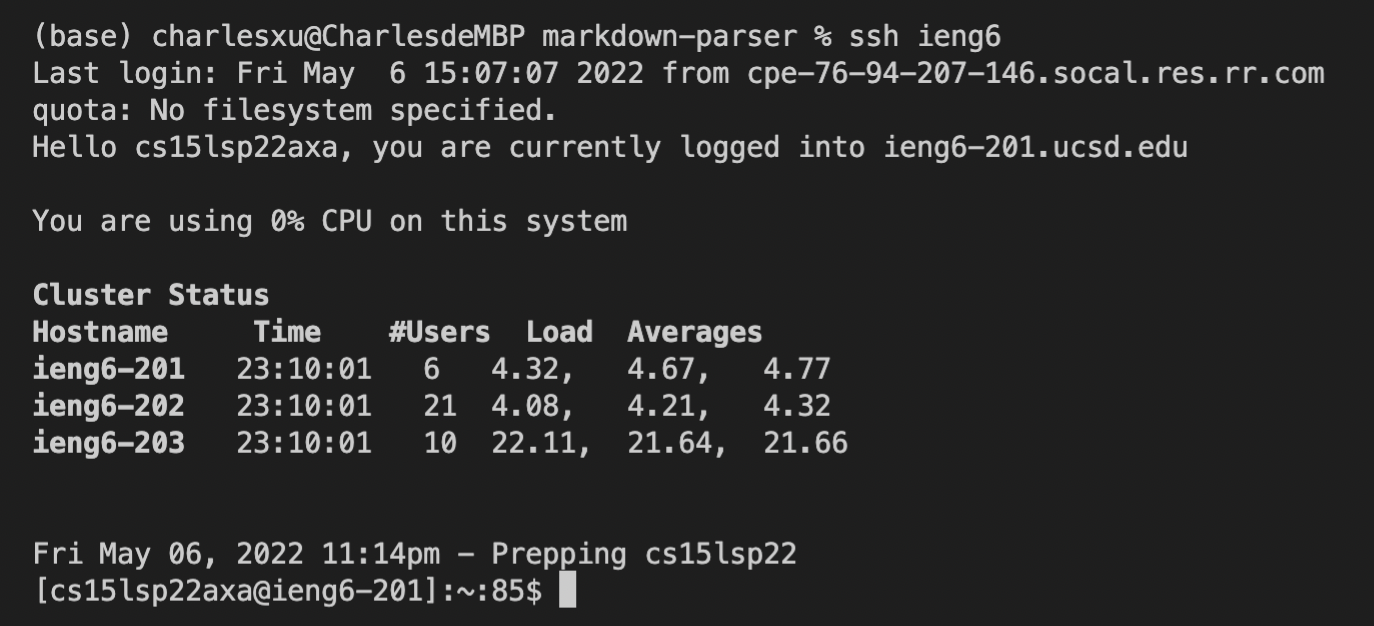 (base) charlesxu@CharlesdeMBP markdown-parser % ssh ieng6
Last login: Fri May  6 15:07:07 2022 from cpe-76-94-207-146.socal.res.rr.com
quota: No filesystem specified.
Hello cs15lsp22axa, you are currently logged into ieng6-201.ucsd.edu
You are using 0% CPU on this system
Cluster Status
Hostname     Time    #Users  Load  Averages
ieng6-201   23:10:01   6   4.32,   4.67,   4.77
ieng6-202   23:10:01   21  4.08,   4.21,   4.32
ieng6-203   23:10:01   10  22.11,  21.64,  21.66
Fri May 06, 2022 11:14pm - Prepping cs15lsp22
[cs15lsp22axa@ieng6-201]:~:85$